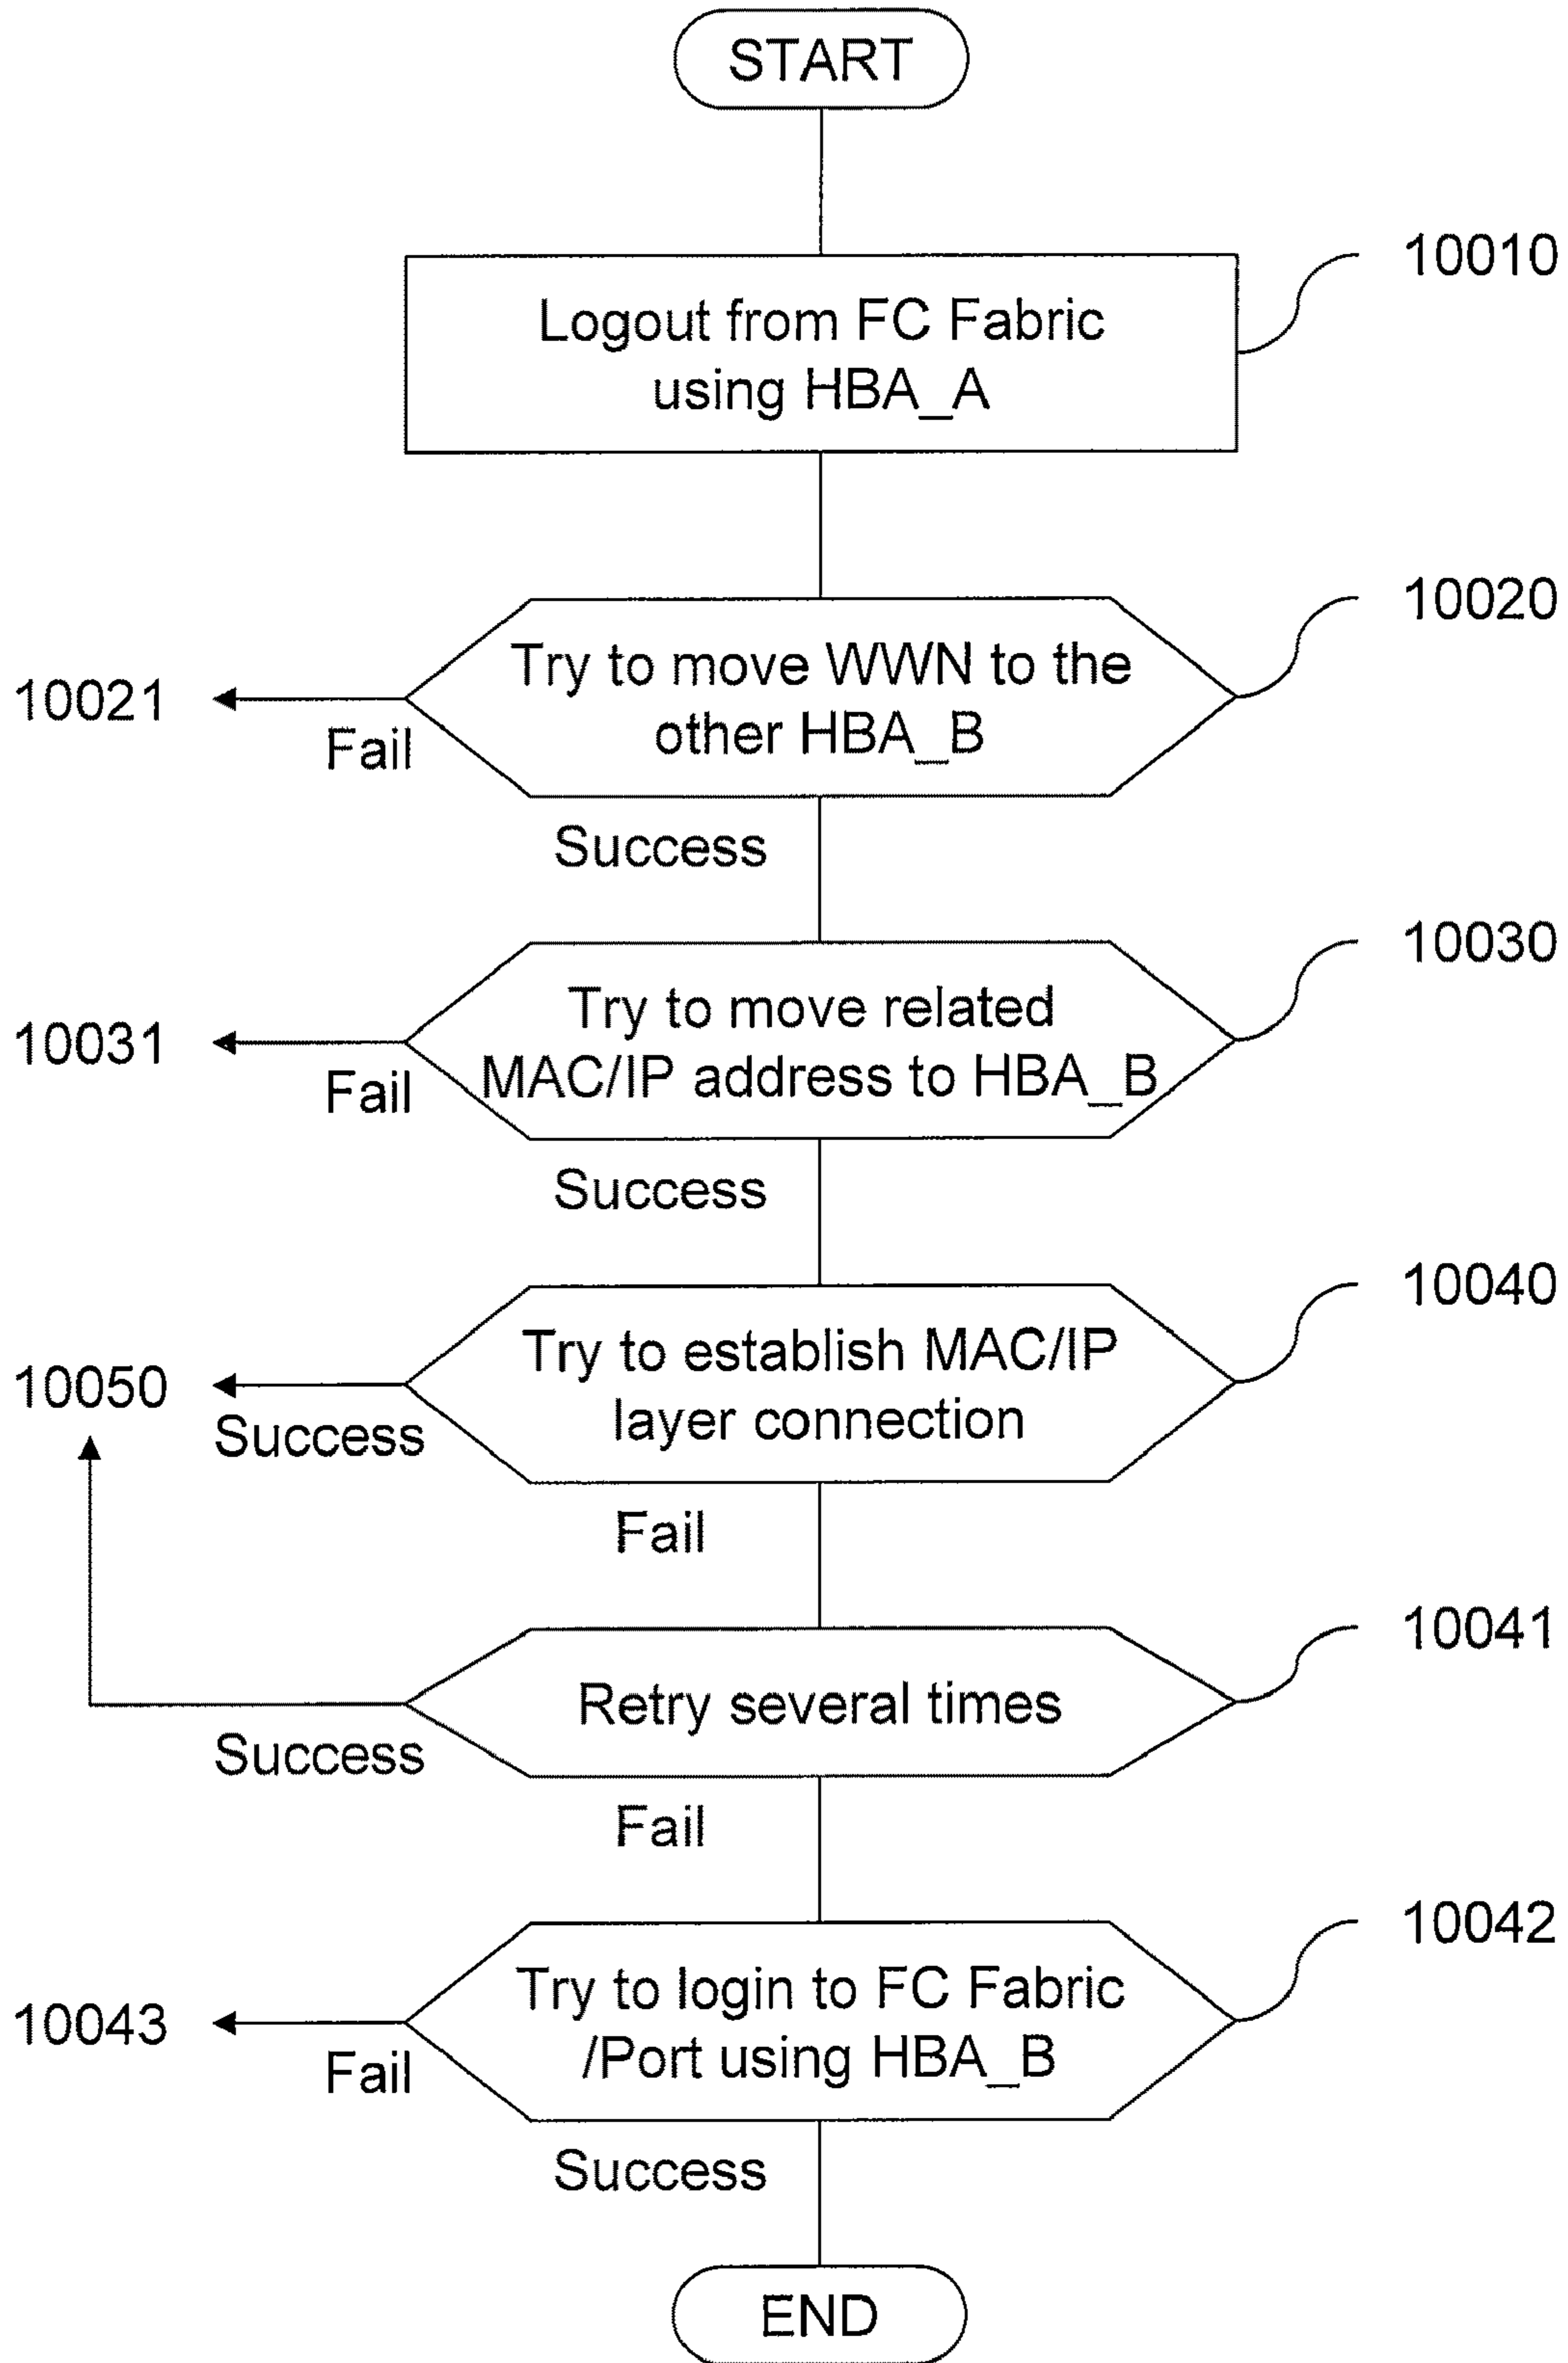 START
Logout from FC Fabric
using HBA_A
10010
Try to move WWN to the
other HBA_B
10020
10021
Fail
Success
Try to move related
MAC/IP address to HBA_B
10030
10031
Fail
Success
Try to establish MAC/IP
layer connection
10040
10050
Success
Fail
Retry several times
10041
Success
Fail
Try to login to FC Fabric
/Port using HBA_B
10042
10043
Fail
Success
END